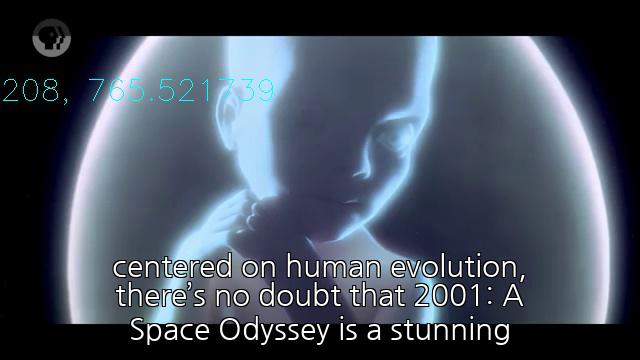 208, 765.521739
centered on human evolution,
there's no doubt that 2001: A
Space Odyssey is a stunning